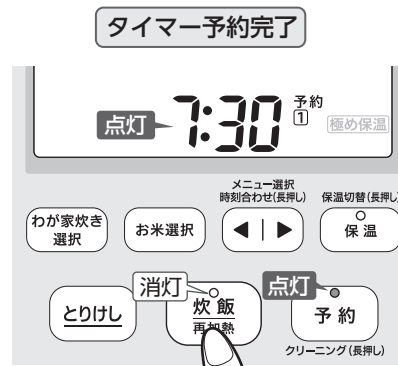 タイマー予約完了
予約
点灯
7:30
1
極め保温
メニュー選択
時刻合わせ(長押し)
保温切替(長押し)
わが家炊き
選択
お米選択
保温
消灯
点灯
とりけし
炊飯
再加熱
予約
クリーニング(長押し)